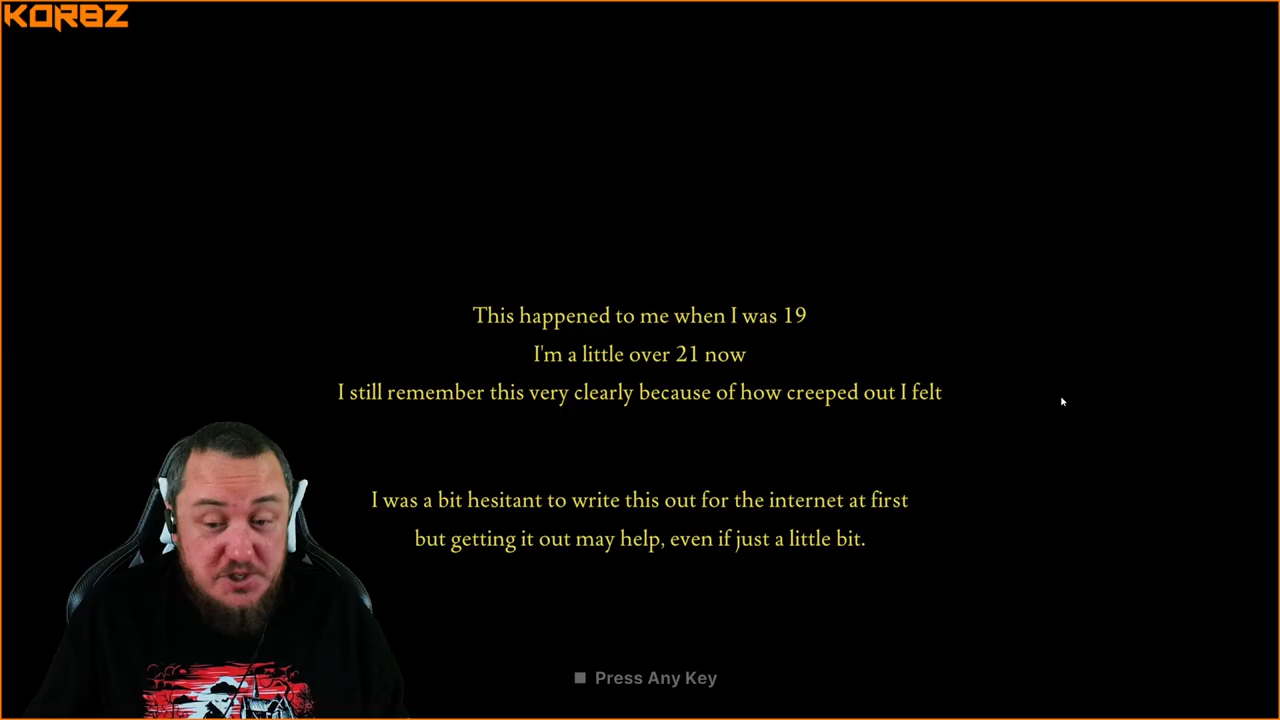 KORBZ
This happened to me when I was 19
I'm a little over 21 now
I still remember this very clearly because of how creeped out I felt
I was a bit hesitant to write this out for the internet at first
but getting it out may help, even if just a little bit.
Press Any Key